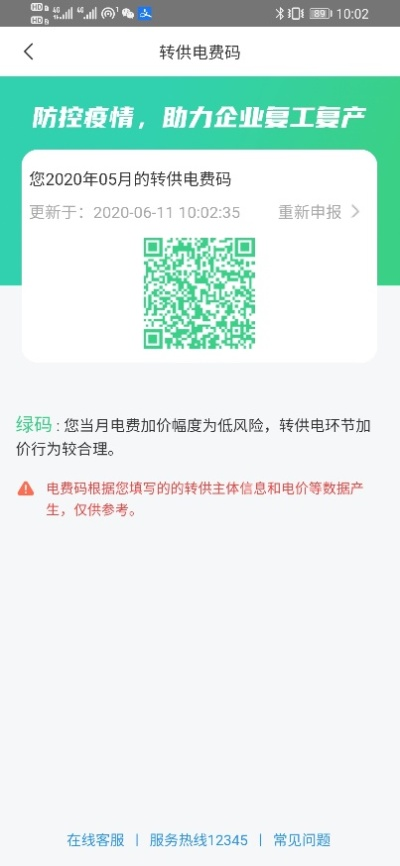 10:02
89
转供电费码
防控疫情，助力企业复工复产
您2020年05月的转供电费码
更新于：2020-06-11 10:02:35 重新申报
绿码：您当月电费加价幅度为低风险，转供电环节加
价行为较合理。
电费码根据您填写的的转供主体信息和电价等数据产
生，仅供参考。
在线客服 | 服务热线12345 | 常见问题